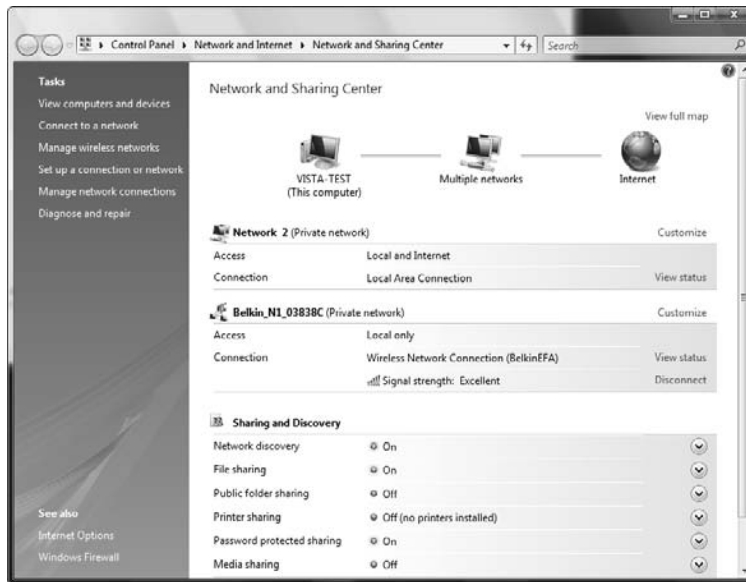 Control Panel Network and Internet Network and Sharing Center Search
Tasks
View computers and devices
Connect to a network
Manage wireless networks
Set up a connection or network
Manage network connections
Diagnose and repair
See also
Internet Options
Windows Firewall
Network and Sharing Center
View full map
VISTA-TEST
(This computer)
Multiple networks
Internet
Network 2 (Private network) Customize
Access Local and Internet
Connection Local Area Connection View status
Belkin_N1_03838C (Private network) Customize
Access Local only
Connection Wireless Network Connection (BelkinEFA) View status
Signal strength: Excellent Disconnect
Sharing and Discovery
Network discovery On
File sharing On
Public folder sharing Off
Printer sharing Off (no printers installed)
Password protected sharing On
Media sharing Off